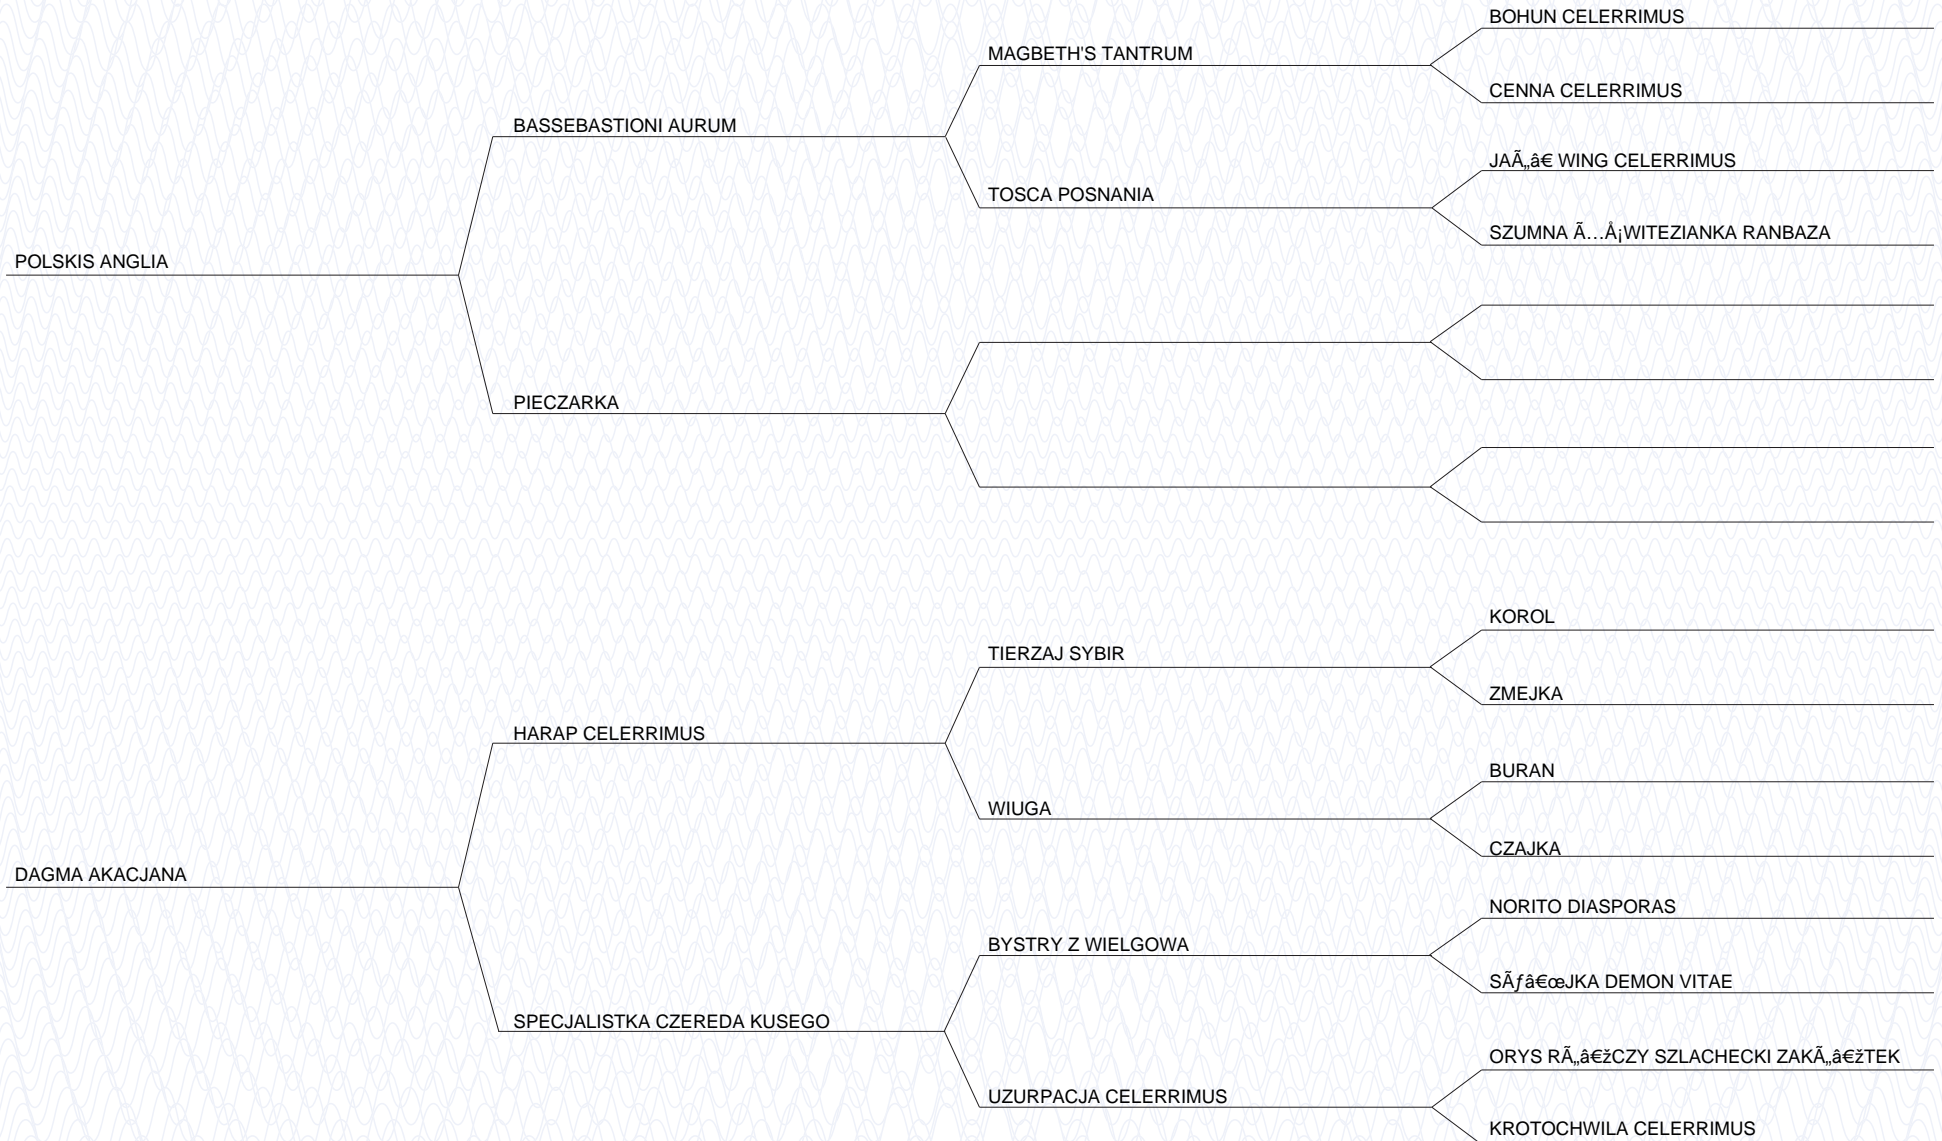 BOHUN CELERRIMUS
MAGBETH'S TANTRUM
CENNA CELERRIMUS
BASSEBASTIONI AURUM
JAÃ„â€ WING CELERRIMUS
TOSCA POSNANIA
SZUMNA Ã…Å¡WITEZIANKA RANBAZA
POLSKIS ANGLIA
PIECZARKA
KOROL
TIERZAJ SYBIR
ZMEJKA
HARAP CELERRIMUS
BURAN
WIUGA
CZAJKA
DAGMA AKACJANA
NORITO DIASPORAS
BYSTRY Z WIELGOWA
SÃƒâ€œJKA DEMON VITAE
SPECJALISTKA CZEREDA KUSEGO
ORYS RÃ„â€žCZY SZLACHECKI ZAKÃ„â€žTEK
UZURPACJA CELERRIMUS
KROTOCHWILA CELERRIMUS